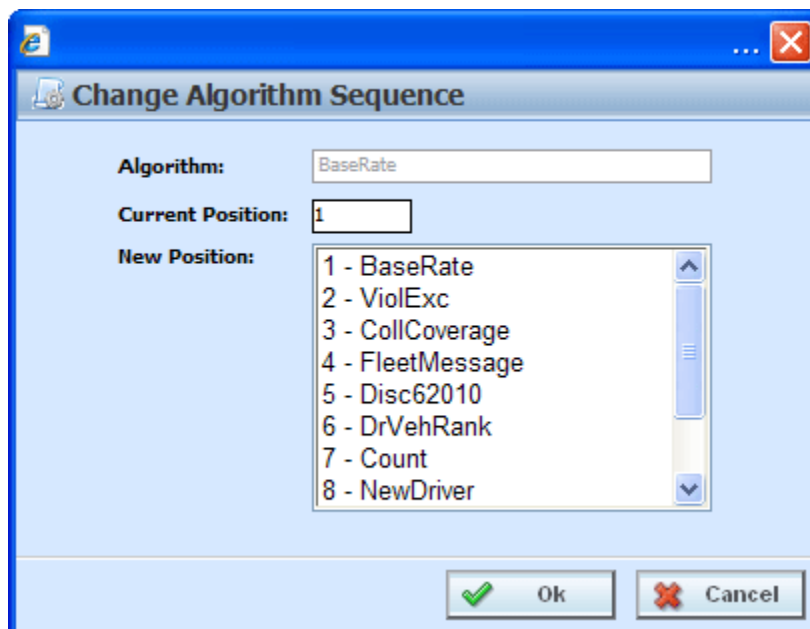 ...
Change Algorithm Sequence
Algorithm: BaseRate
Current Position: 1
New Position:
1 - BaseRate
2 - ViolExc
3 - CollCoverage
4 - FleetMessage
5 - Disc62010
6 - DrVehRank
7 - Count
8 - NewDriver
Ok Cancel